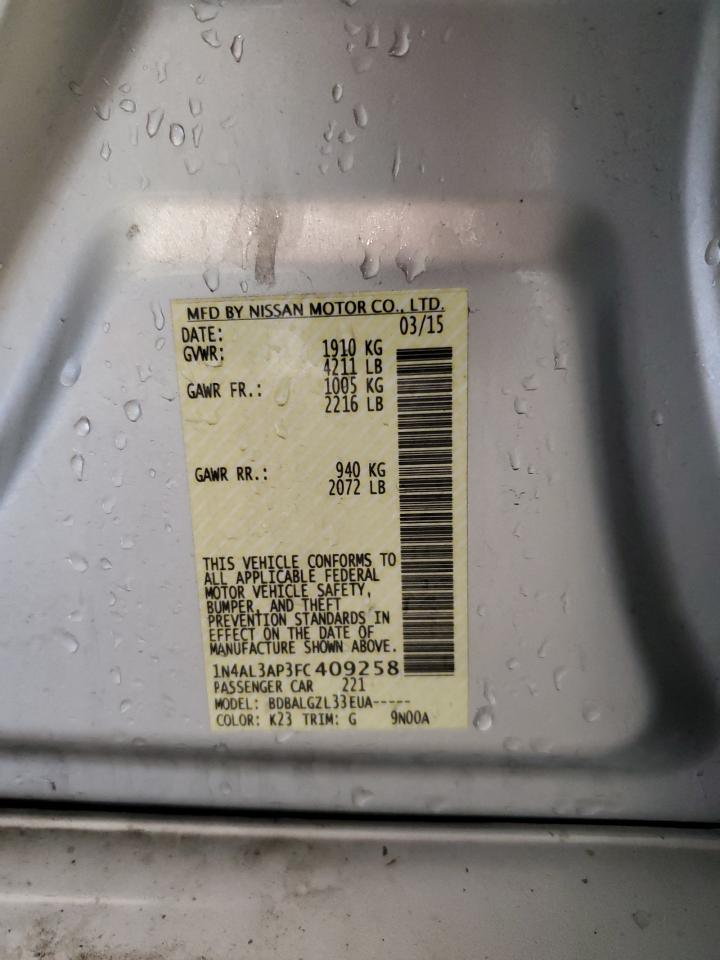 MFD BY NISSAN MOTOR CO., LTD.
DATE: 03/15
GVWR: 1910 KG
4211 LB
GAWR FR.: 1005 KG
2216 LB
GAWR RR.: 940 KG
2072 LB
THIS VEHICLE CONFORMS TO
ALL APPLICABLE FEDERAL
MOTOR VEHICLE SAFETY,
BUMPER, AND THEFT
PREVENTION STANDARDS IN
EFFECT ON THE DATE OF
MANUFACTURE SHOWN ABOVE.
1N4AL3AP3FC409258
PASSENGER CAR 221
MODEL: BDBALGZL33EUA-----
COLOR: K23 TRIM: G 9N00A